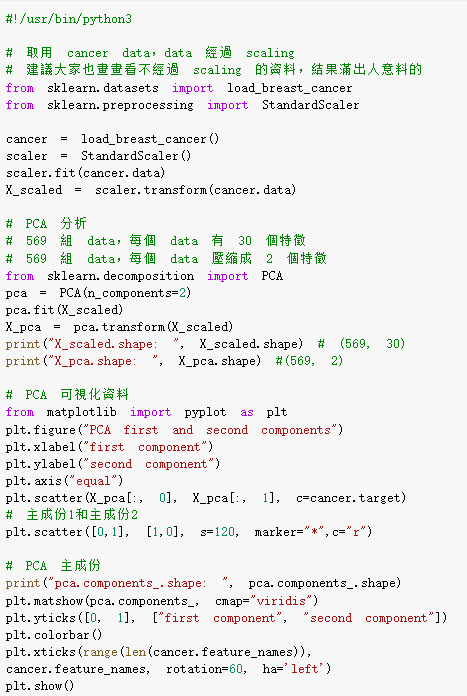 #!/usr/bin/python3
# 取用 cancer data，data 經過 scaling
# 建議大家也畫畫看不經過 scaling 的資料，結果滿出人意料的
from sklearn.datasets import load_breast_cancer
from sklearn.preprocessing import StandardScaler
cancer = load_breast_cancer()
scaler = StandardScaler()
scaler.fit(cancer.data)
X_scaled = scaler.transform(cancer.data)
# PCA 分析
# 569 組 data，每個 data 有 30 個特徵
# 569 組 data，每個 data 壓縮成 2 個特徵
from sklearn.decomposition import PCA
pca = PCA(n_components=2)
pca.fit(X_scaled)
X_pca = pca.transform(X_scaled)
print("X_scaled.shape: ", X_scaled.shape) # (569, 30)
print("X_pca.shape: ", X_pca.shape) #(569, 2)
# PCA 可視化資料
from matplotlib import pyplot as plt
plt.figure("PCA first and second components")
plt.xlabel("first component")
plt.ylabel("second component")
plt.axis("equal")
plt.scatter(X_pca[:, 0], X_pca[:, 1], c=cancer.target)
# 主成份1和主成份2
plt.scatter([0,1], [1,0], s=120, marker="*",c="r")
# PCA 主成份
print("pca.components_.shape: ", pca.components_.shape)
plt.matshow(pca.components_, cmap="viridis")
plt.yticks([0, 1], ["first component", "second component"])
plt.colorbar()
plt.xticks(range(len(cancer.feature_names)),
cancer.feature_names, rotation=60, ha='left')
plt.show()